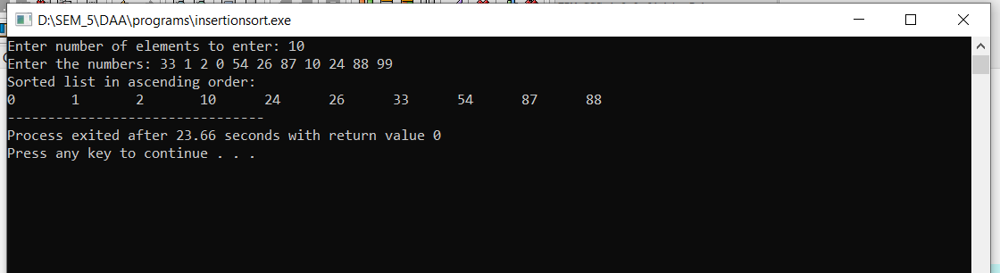 D:\SEM_5\DAA\programs\insertionsort.exe
Enter number of elements to enter: 10
Enter the numbers: 33 1 2 0 54 26 87 10 24 88 99
Sorted list in ascending order:
0 1 2 10 24 26 33 54 87 88
--------------------------------
Process exited after 23.66 seconds with return value 0
Press any key to continue . . .